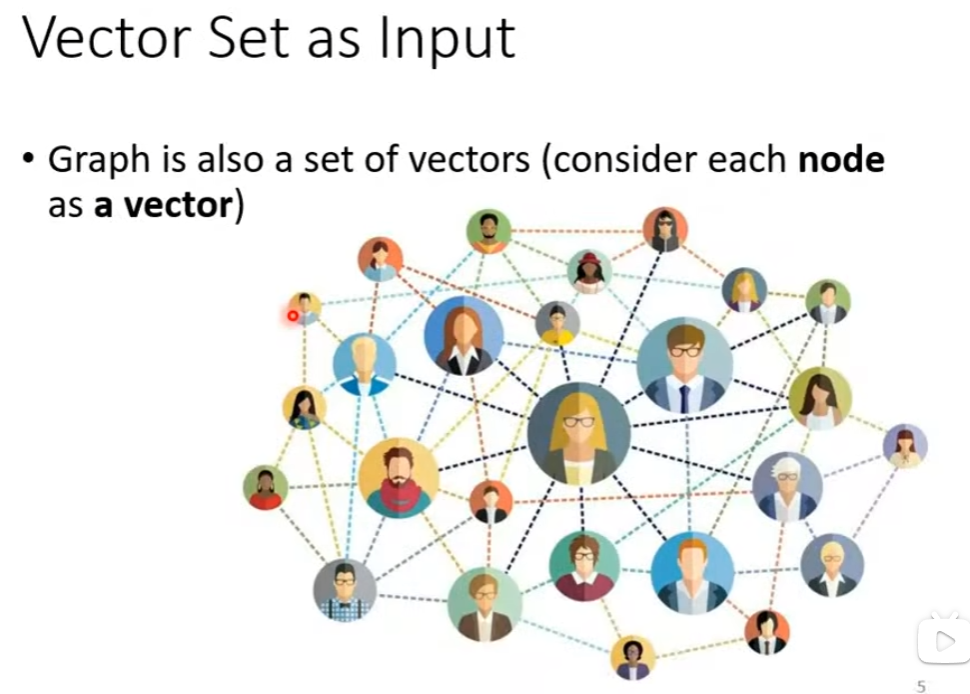 Vector Set as Input
• Graph is also a set of vectors (consider each node
as a vector)
5